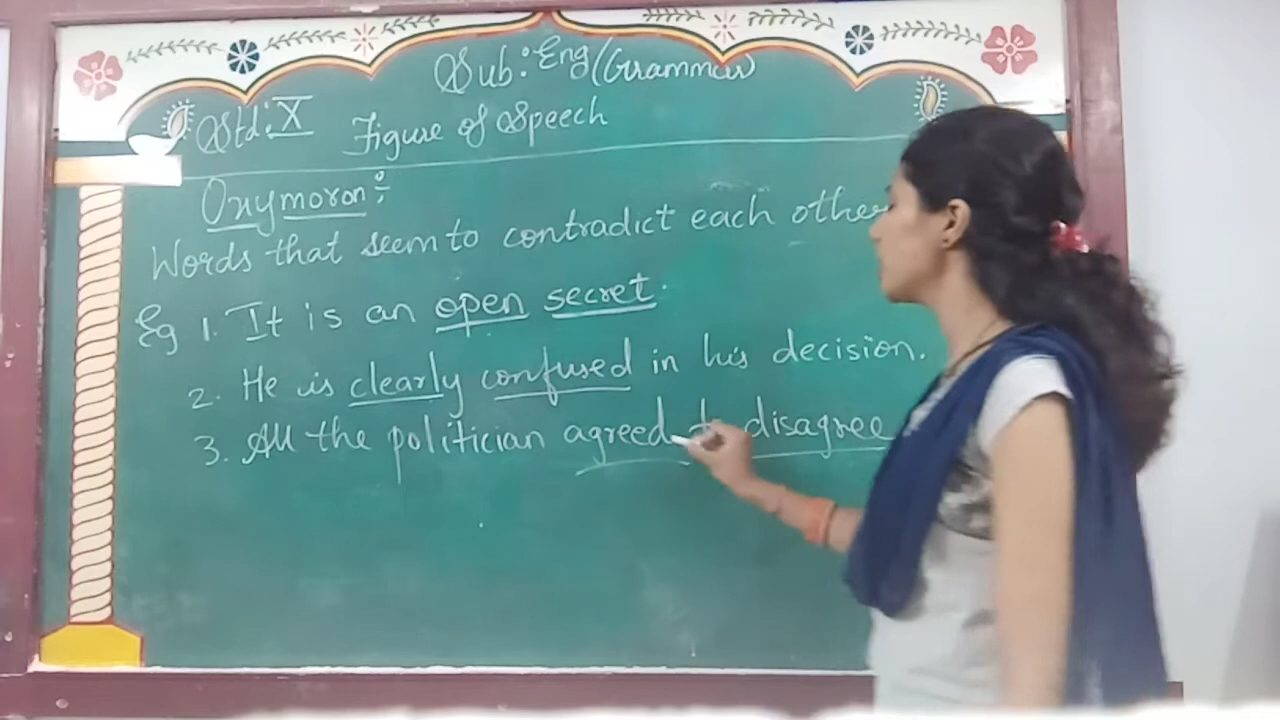 Sub: Eng (Grammar)
Std: X Figure of Speech
Oxymoron:
Words that seem to contradict each other
Eg 1. It is an open secret.
2. He is clearly confused in his decision.
3. All the politician agreed to disagree